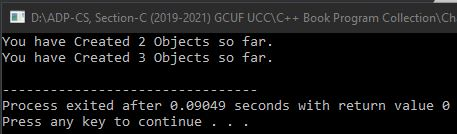 D:\ADP-CS, Section-C (2019-2021) GCUF UCC\C++ Book Program Collection\Cha
You have Created 2 Objects so far.
You have Created 3 Objects so far.
--------------------------------
Process exited after 0.09049 seconds with return value 0
Press any key to continue . . .